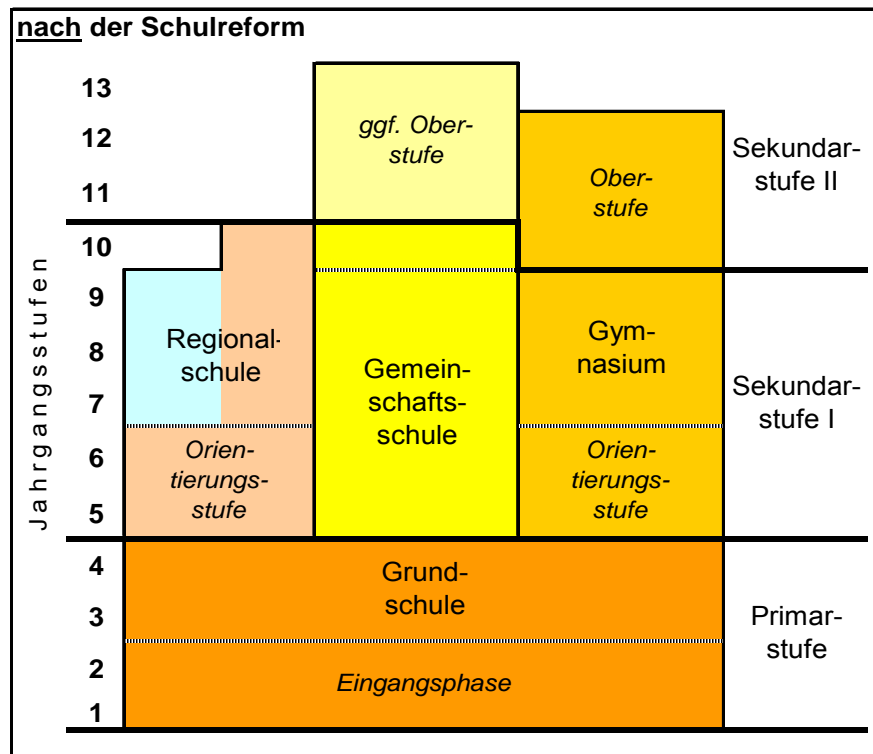 nach der Schulreform
13
12
11
10
9
8
7
6
5
4
3
2
1
Jahrgangsstufen
ggf. Ober-
stufe
Ober-
stufe
Sekundar-
stufe II
Regional-
schule
Gemein-
schafts-
schule
Gym-
nasium
Sekundar-
stufe I
Orien-
tierungs-
stufe
Orien-
tierungs-
stufe
Grund-
schule
Primar-
stufe
Eingangsphase